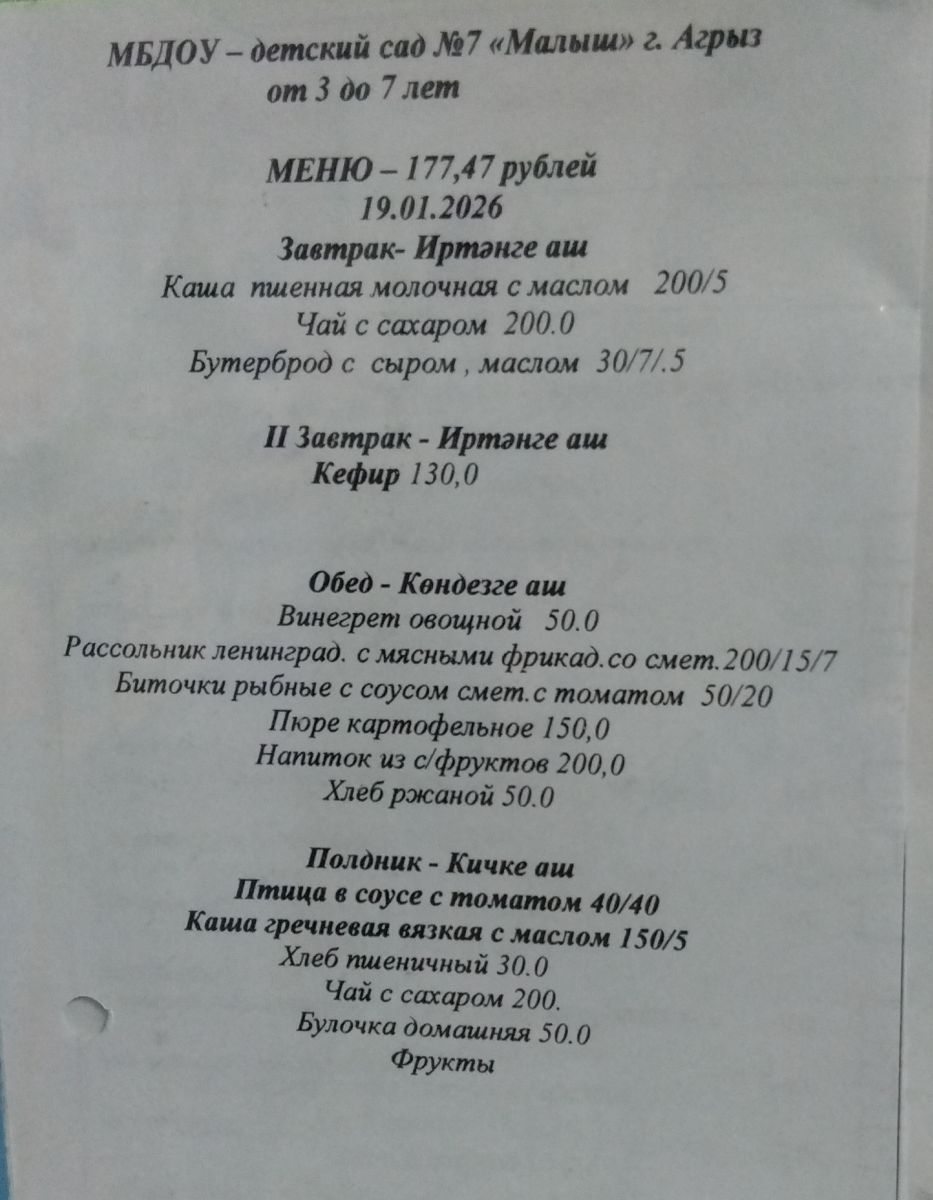 МБДОУ – детский сад №7 «Малыш» г. Агрыз
от 3 до 7 лет
МЕНЮ – 177,47 рублей
19.01.2026
Завтрак- Иртәнге аш
Каша пшенная молочная с маслом 200/5
Чай с сахаром 200.0
Бутерброд с сыром , маслом 30/7/.5
II Завтрак - Иртәнге аш
Кефир 130,0
Обед - Көндезге аш
Винегрет овощной 50.0
Рассольник ленинград. с мясными фрикад.со смет.200/15/7
Биточки рыбные с соусом смет.с томатом 50/20
Пюре картофельное 150,0
Напиток из с/фруктов 200,0
Хлеб ржаной 50.0
Полдник - Кичке аш
Птица в соусе с томатом 40/40
Каша гречневая вязкая с маслом 150/5
Хлеб пшеничный 30.0
Чай с сахаром 200.
Булочка домашняя 50.0
Фрукты